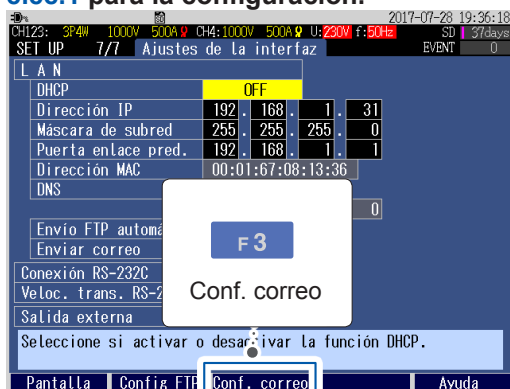 para la configuración.
2017-07-28 19:36:18
CH123: 3P4W 1000V 500A CH4:1000V 500A U:230V f:50Hz SD 37days
SET UP 7/7 Ajustes de la interfaz EVENT 0
LAN
DHCP OFF
Dirección IP 192. 168. 1. 31
Máscara de subred 255. 255. 255. 0
Puerta enlace pred. 192. 168. 1. 1
Dirección MAC 00:01:67:08:13:36
DNS
0
Envío FTP
Enviar correo
F 3
Conexión RS-232C
Veloc. trans.
Conf. correo
Salida externa
Seleccione si activar o desactivar la función DHCP.
Pantalla Config FTP Conf. correo Ayuda